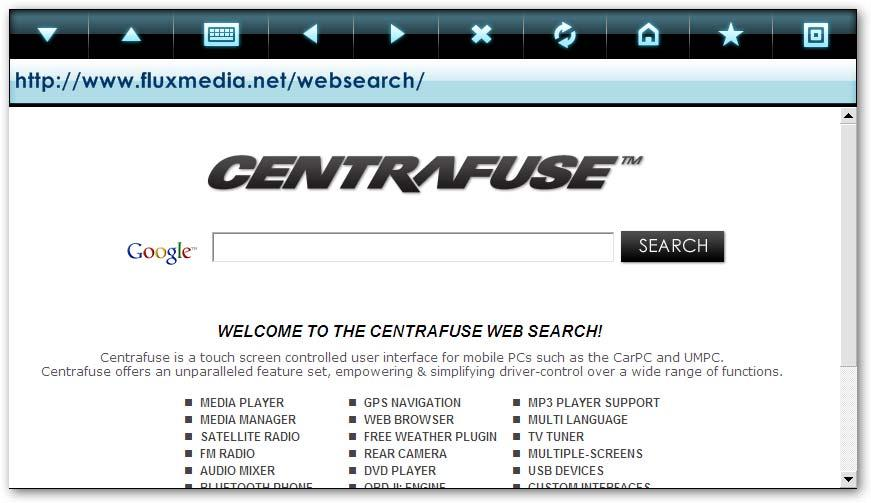 http://www.fluxmedia.net/websearch/
CENTRAFUSE™
Google™ SEARCH
WELCOME TO THE CENTRAFUSE WEB SEARCH!
Centrafuse is a touch screen controlled user interface for mobile PCs such as the CarPC and UMPC.
Centrafuse offers an unparalleled feature set, empowering & simplifying driver-control over a wide range of functions.
■ MEDIA PLAYER ■ GPS NAVIGATION ■ MP3 PLAYER SUPPORT
■ MEDIA MANAGER ■ WEB BROWSER ■ MULTI LANGUAGE
■ SATELLITE RADIO ■ FREE WEATHER PLUGIN ■ TV TUNER
■ FM RADIO ■ REAR CAMERA ■ MULTIPLE-SCREENS
■ AUDIO MIXER ■ DVD PLAYER ■ USB DEVICES
■ BLUETOOTH PHONE ■ OBD II: ENGINE ■ CUSTOM INTERFACES